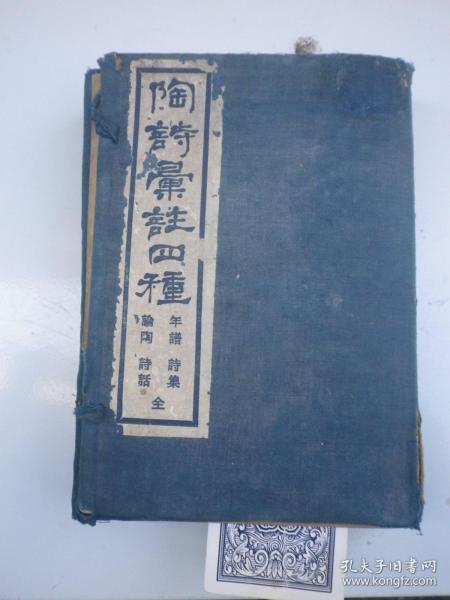 陶詩彙註四種
年譜 詩集
論陶 詩話 全
孔夫子旧书网
www.kongfz.com